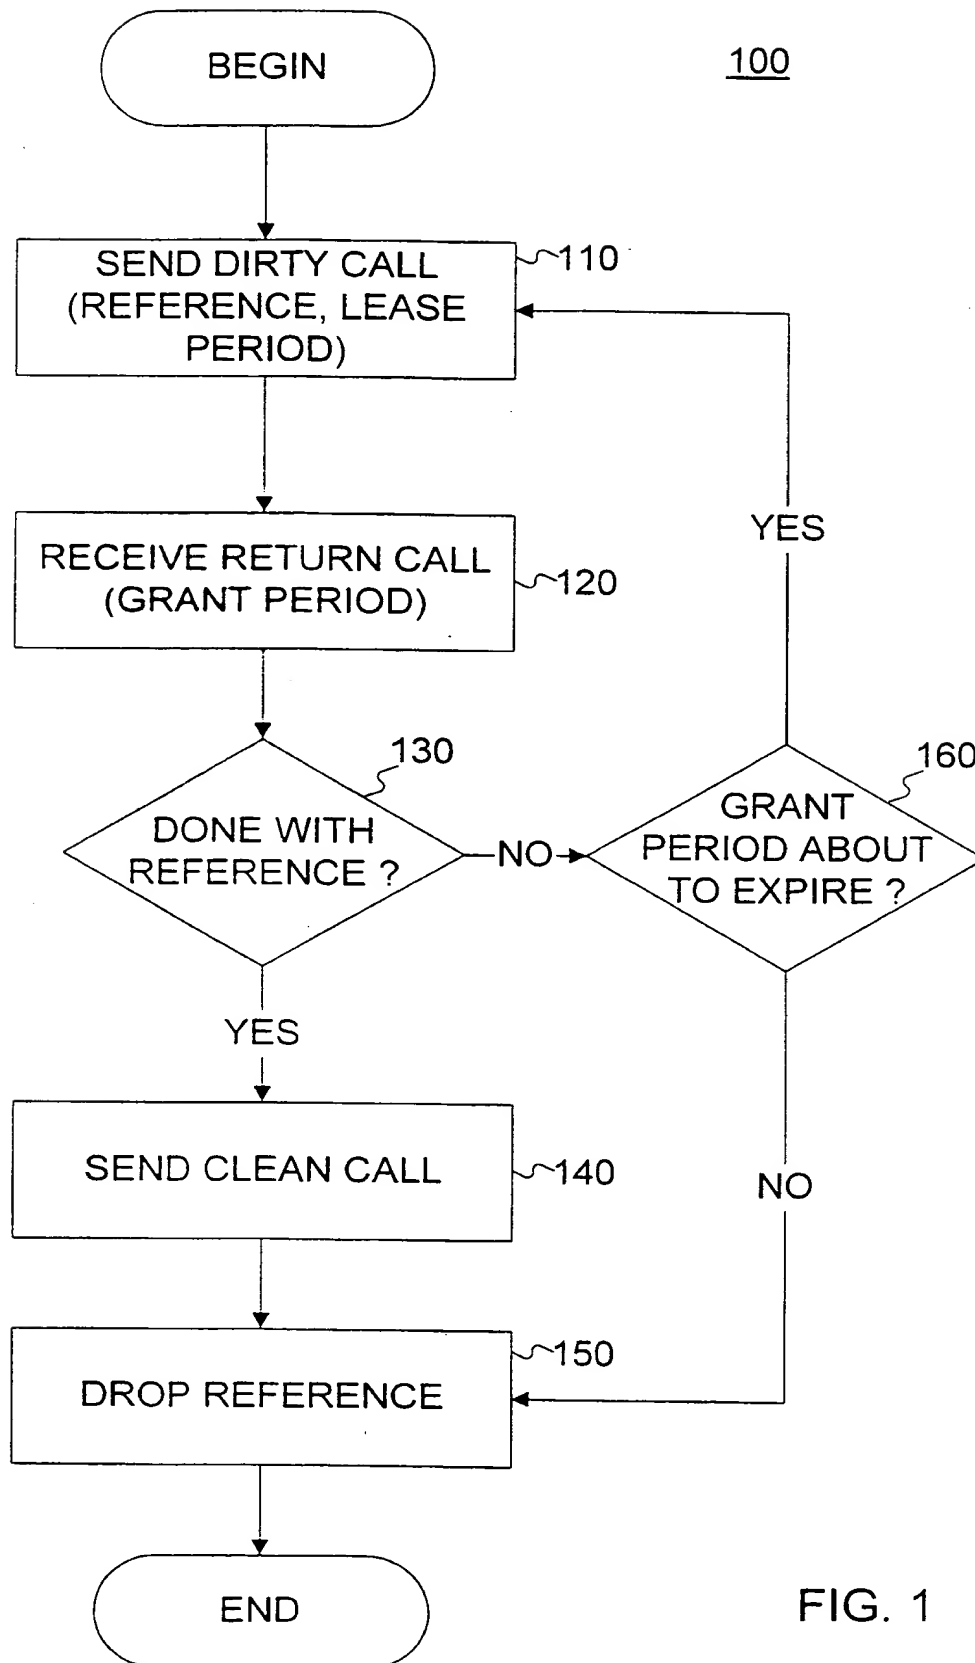 BEGIN
100
SEND DIRTY CALL
(REFERENCE, LEASE
PERIOD)
110
YES
RECEIVE RETURN CALL
(GRANT PERIOD)
120
130
DONE WITH
REFERENCE ?
NO
160
GRANT
PERIOD ABOUT
TO EXPIRE ?
YES
SEND CLEAN CALL
140
NO
DROP REFERENCE
150
END
FIG. 1